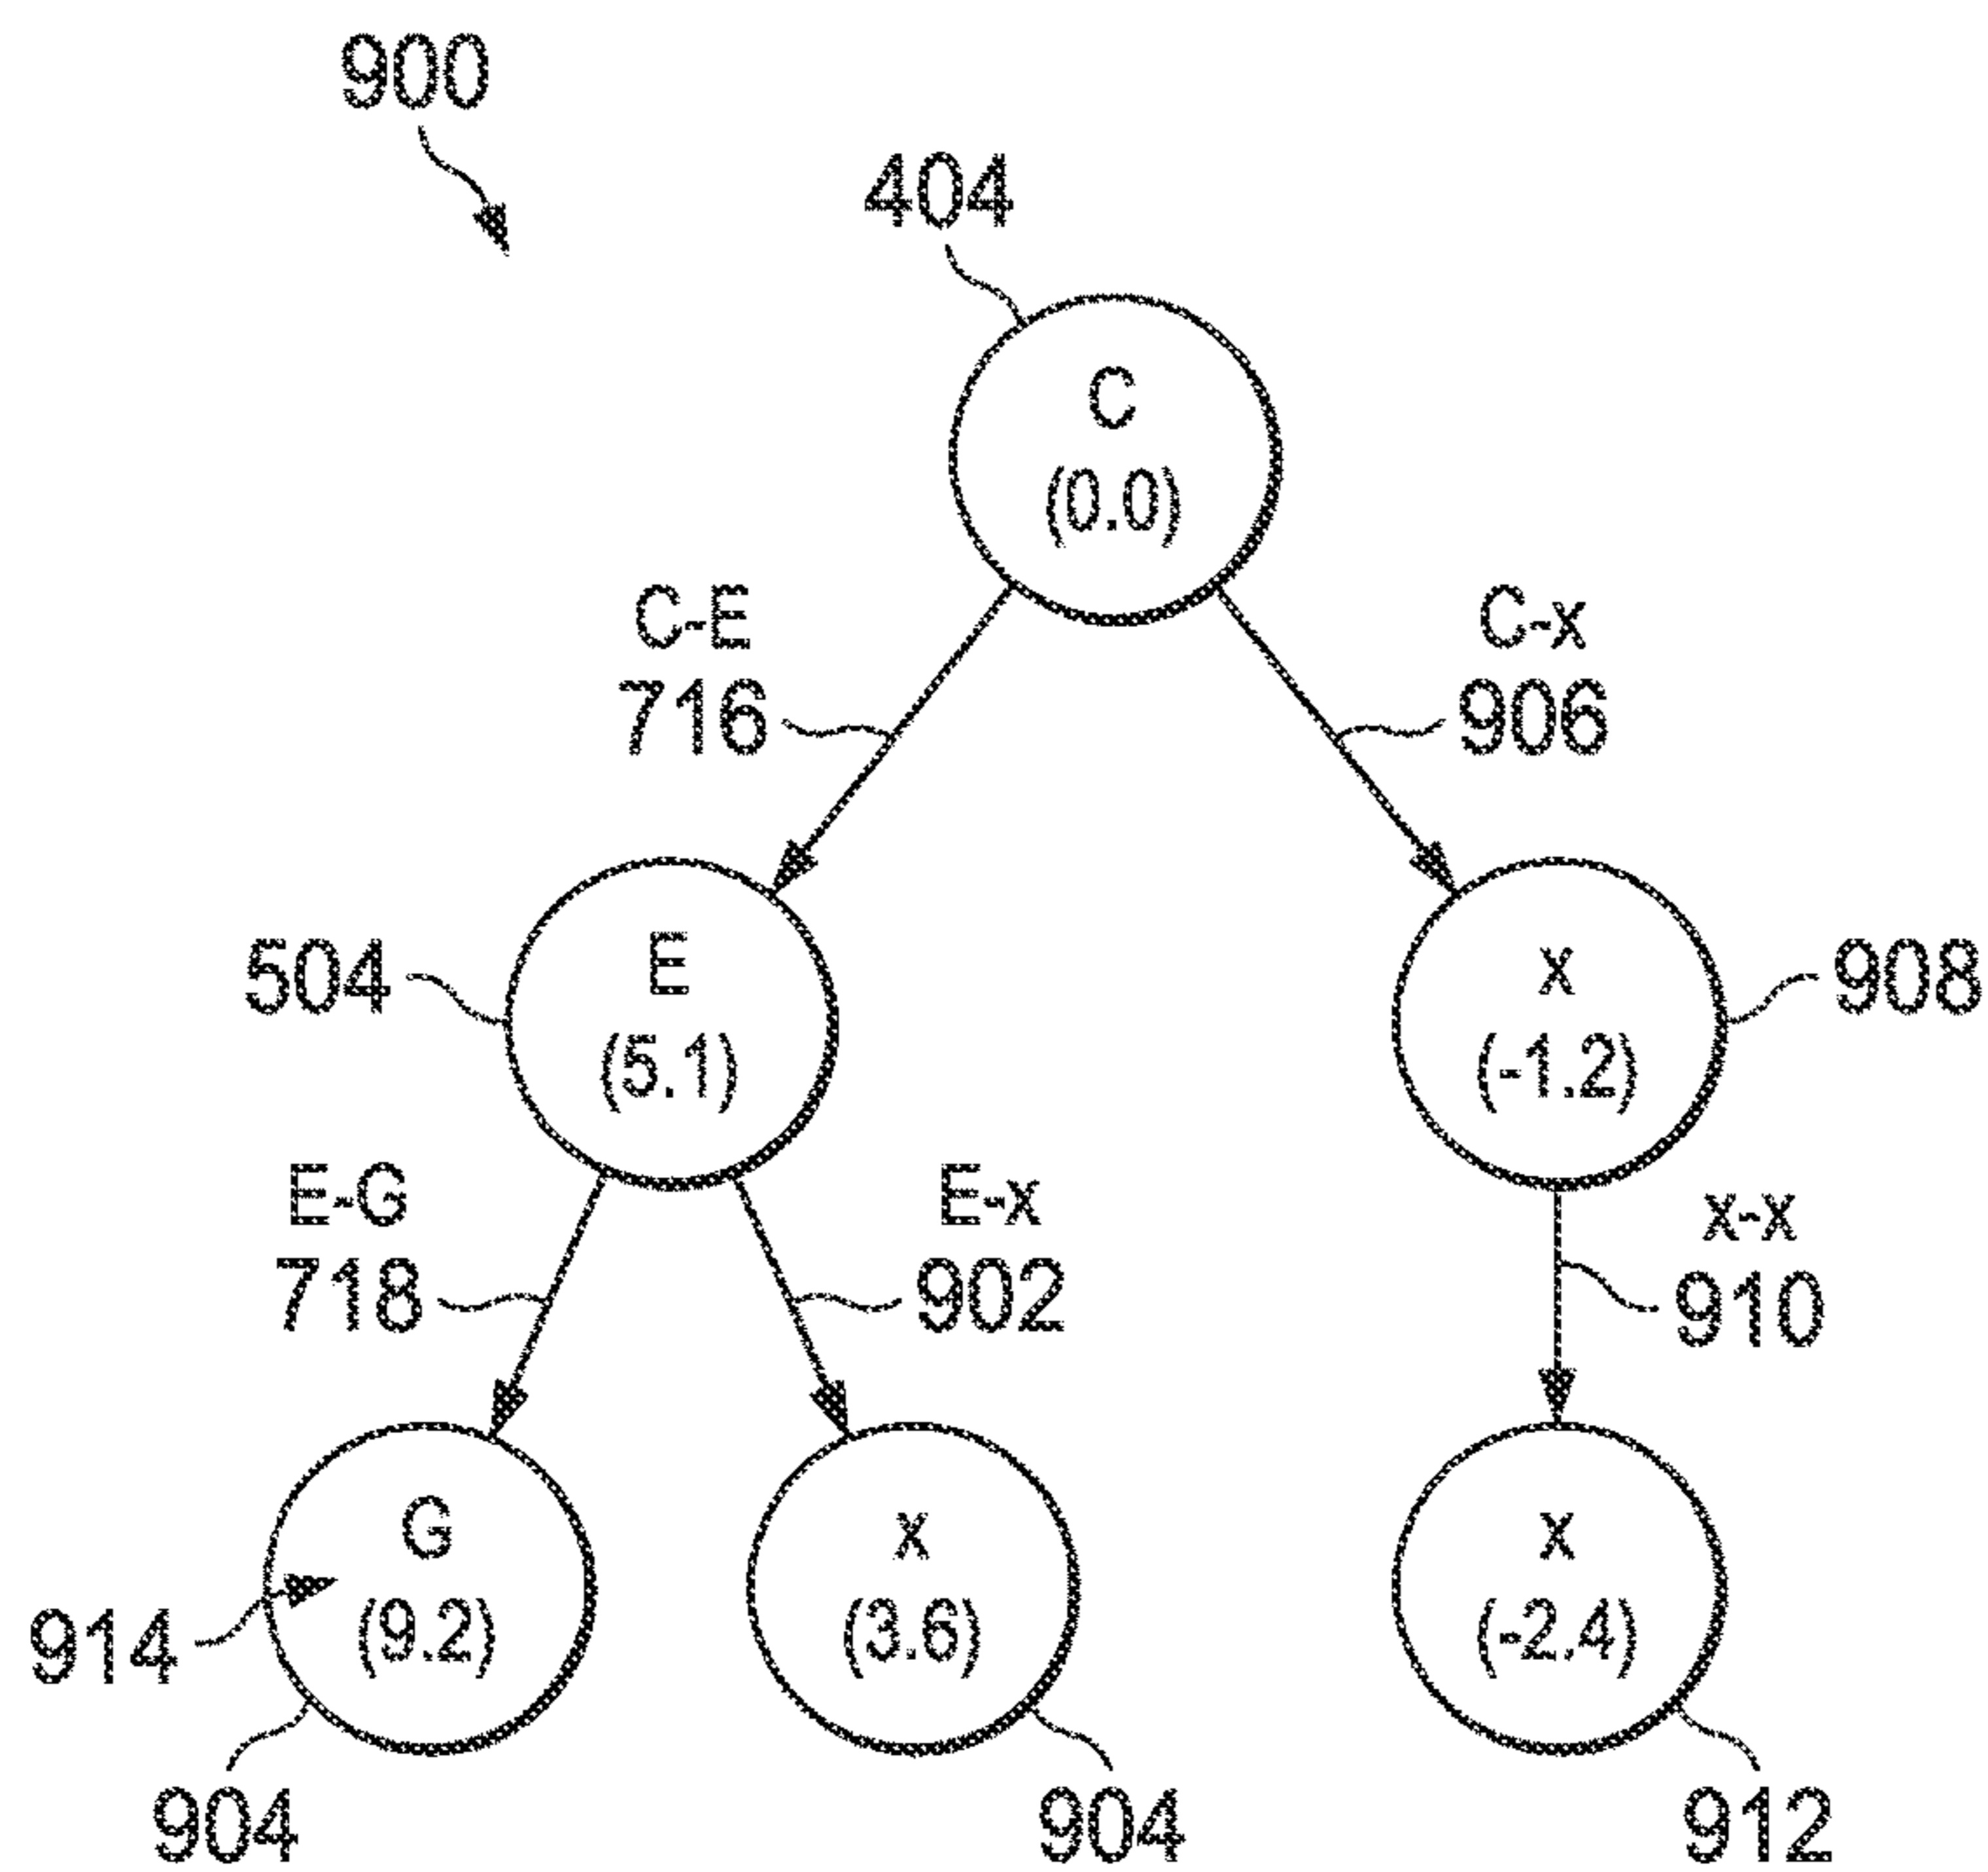 900
404
C
(0.0)
C-E
716
C-x
906
504
E
(5.1)
x
(-1.2)
908
E-G
718
E-x
902
x-x
910
G
(9.2)
x
(3.6)
x
(-2.4)
914
904
904
912